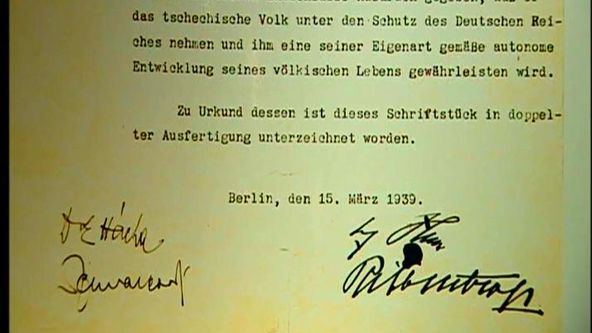 das tschechische Volk unter den Schutz des Deutschen Rei-
ches nehmen und ihm eine seiner Eigenart gemäße autonome
Entwicklung seines völkischen Lebens gewährleisten wird.
Zu Urkund dessen ist dieses Schriftstück in doppel-
ter Ausfertigung unterzeichnet worden.
Berlin, den 15. März 1939.
Dr E Hácha